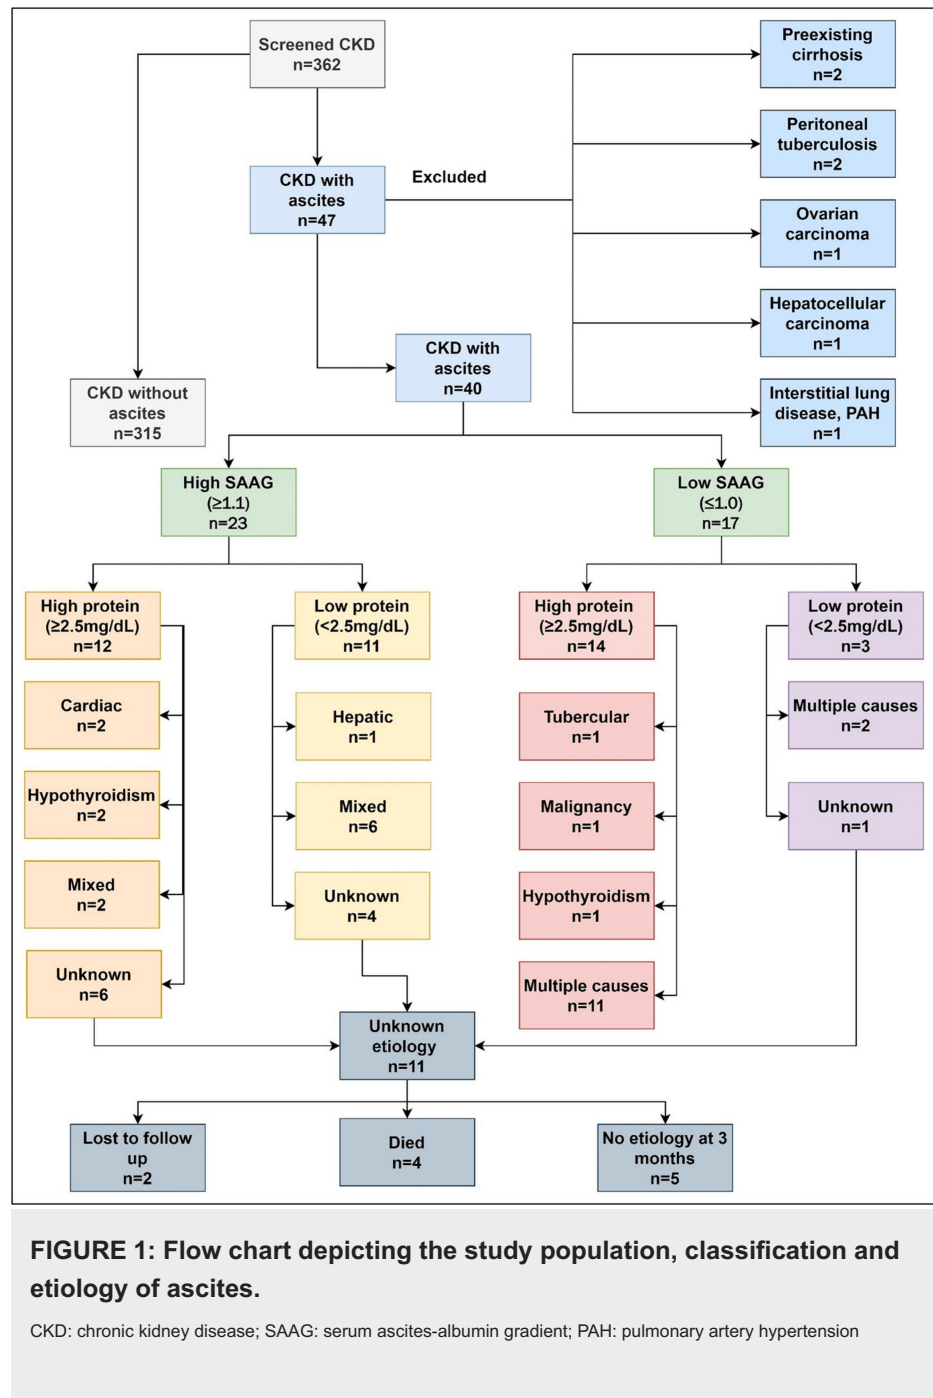 Screened CKD
n=362
Preexisting
cirrhosis
n=2
Peritoneal
tuberculosis
n=2
CKD with
ascites
n=47
Excluded
Ovarian
carcinoma
n=1
Hepatocellular
carcinoma
n=1
CKD with
ascites
n=40
CKD without
ascites
n=315
Interstitial lung
disease, PAH
n=1
High SAAG
(≥1.1)
n=23
Low SAAG
(≤1.0)
n=17
High protein
(≥2.5mg/dL)
n=12
Low protein
(<2.5mg/dL)
n=11
High protein
(≥2.5mg/dL)
n=14
Low protein
(<2.5mg/dL)
n=3
Cardiac
n=2
Hepatic
n=1
Tubercular
n=1
Multiple causes
n=2
Hypothyroidism
n=2
Mixed
n=6
Malignancy
n=1
Unknown
n=1
Mixed
n=2
Unknown
n=4
Hypothyroidism
n=1
Unknown
n=6
Multiple causes
n=11
Unknown
etiology
n=11
Lost to follow
up
n=2
Died
n=4
No etiology at 3
months
n=5
FIGURE 1: Flow chart depicting the study population, classification and
etiology of ascites.
CKD: chronic kidney disease; SAAG: serum ascites-albumin gradient; PAH: pulmonary artery hypertension